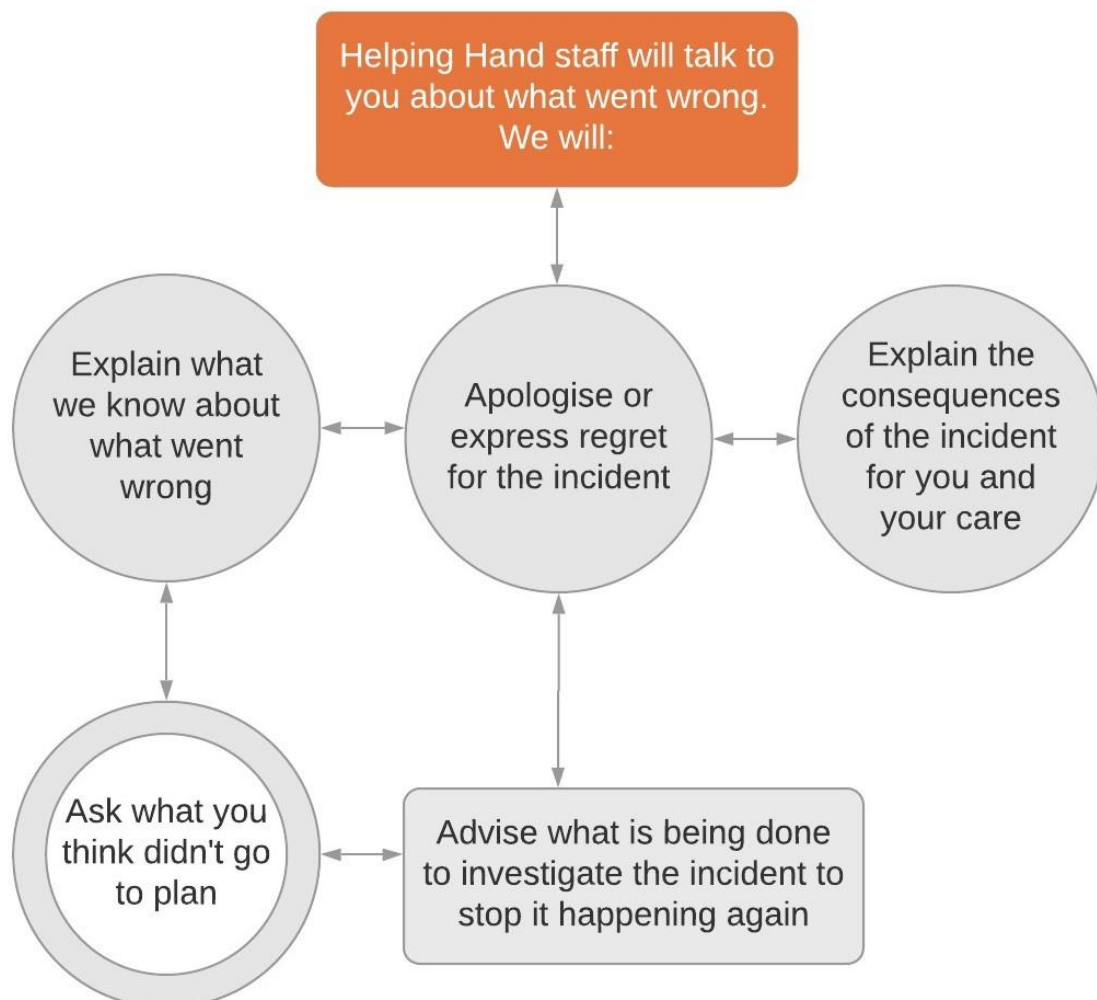 Helping Hand staff will talk to
you about what went wrong.
We will:
Explain what
we know about
what went
wrong
Apologise or
express regret
for the incident
Explain the
consequences
of the incident
for you and
your care
Ask what you
think didn't go
to plan
Advise what is being done
to investigate the incident to
stop it happening again